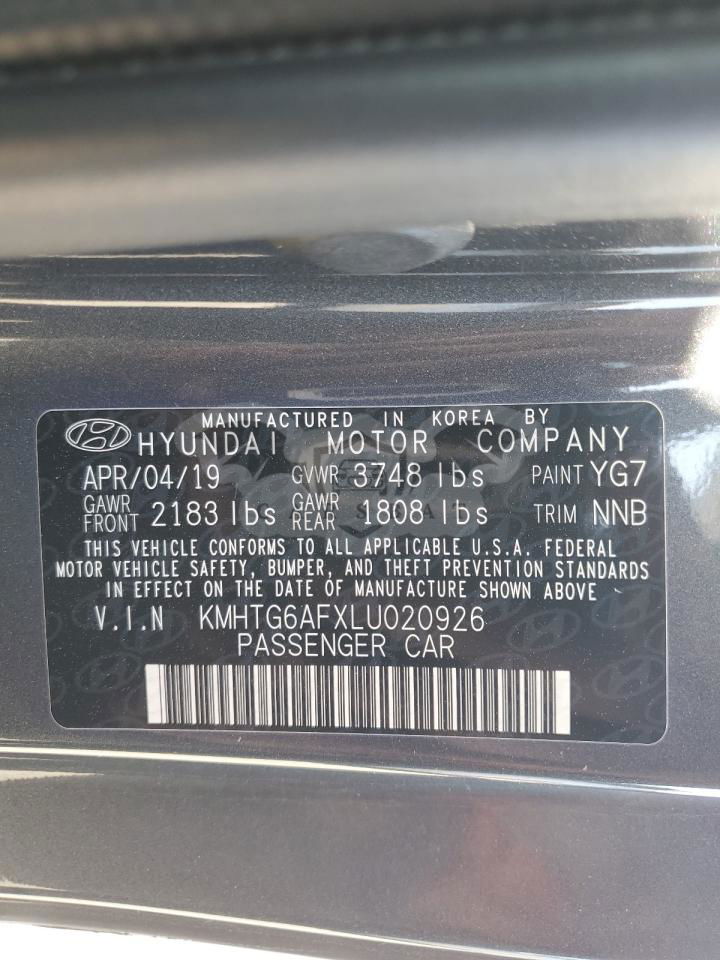 MANUFACTURED IN KOREA BY
HYUNDAI MOTOR COMPANY
APR/04/19 GVWR 3748 lbs PAINT YG7
GAWR FRONT 2183 lbs GAWR REAR 1808 lbs TRIM NNB
THIS VEHICLE CONFORMS TO ALL APPLICABLE U.S.A. FEDERAL
MOTOR VEHICLE SAFETY, BUMPER, AND THEFT PREVENTION STANDARDS
IN EFFECT ON THE DATE OF MANUFACTURE SHOWN ABOVE
V.I.N KMHTG6AFXLU020926
PASSENGER CAR